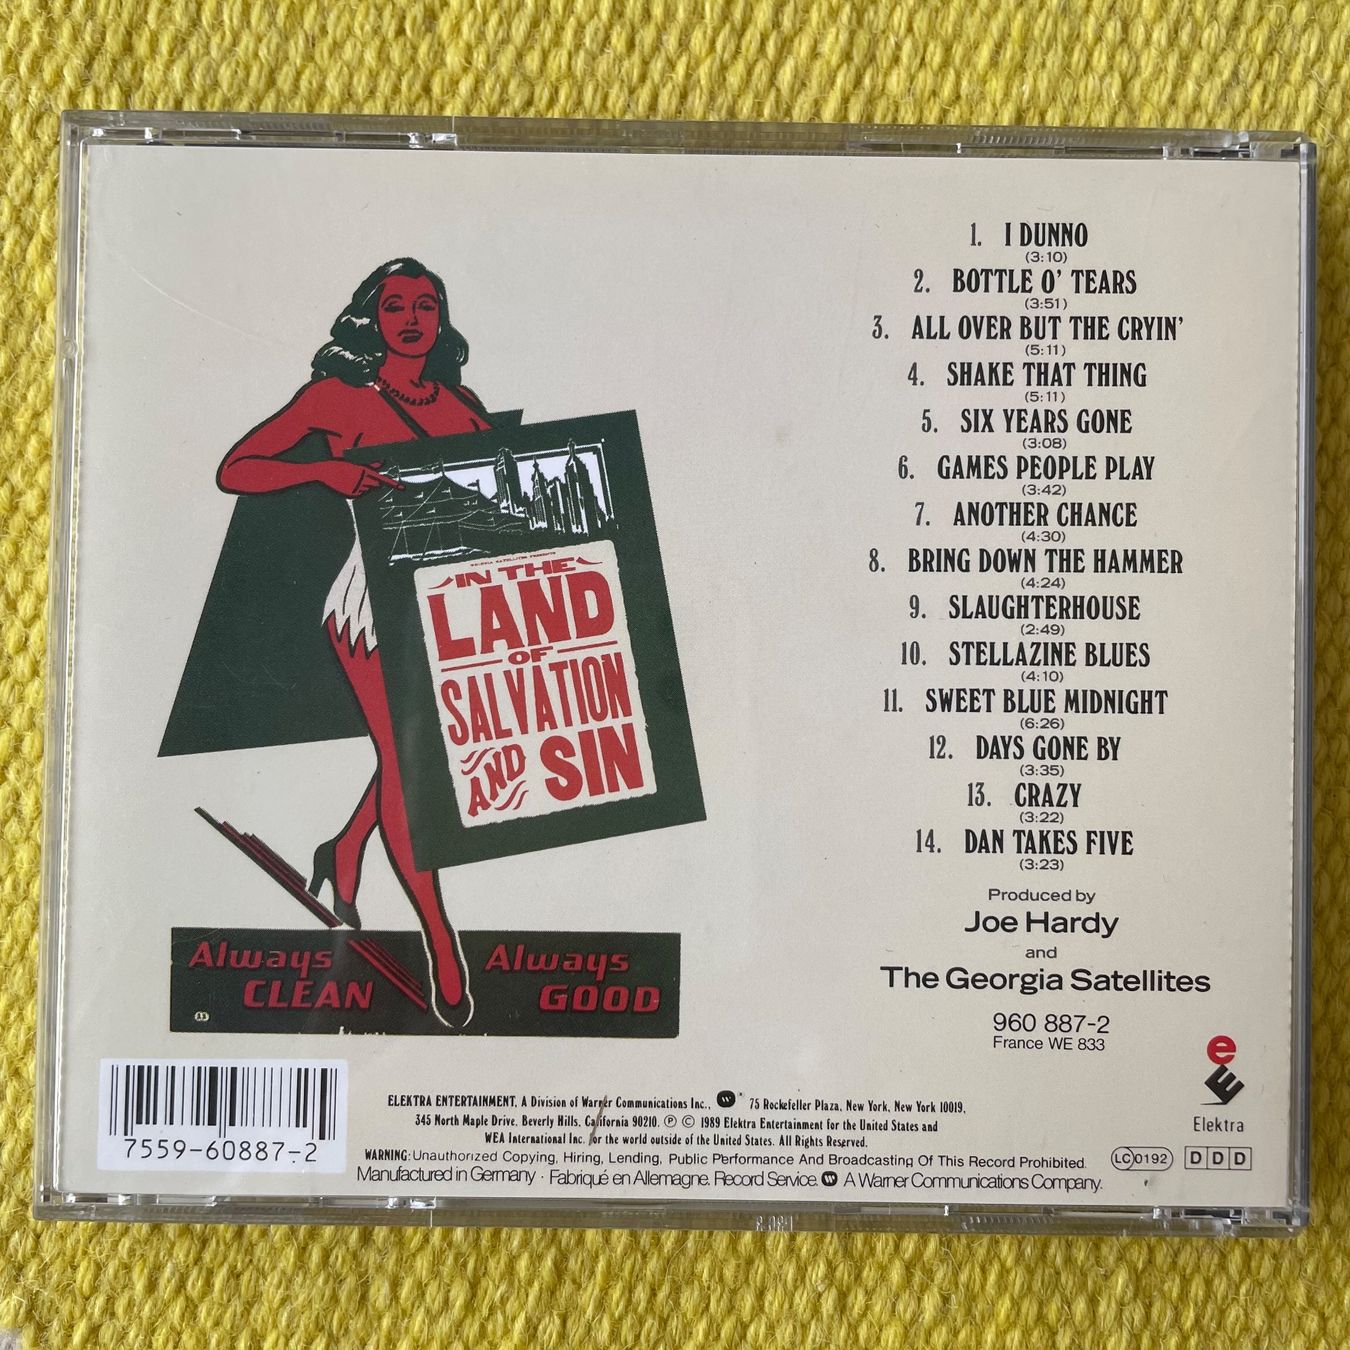 1. I DUNNO
(3:10)
2. BOTTLE O' TEARS
(3:51)
3. ALL OVER BUT THE CRYIN'
(5:11)
4. SHAKE THAT THING
(5:11)
5. SIX YEARS GONE
(3:08)
6. GAMES PEOPLE PLAY
(3:42)
7. ANOTHER CHANCE
(4:30)
8. BRING DOWN THE HAMMER
(4:24)
9. SLAUGHTERHOUSE
(2:49)
10. STELLAZINE BLUES
(4:10)
11. SWEET BLUE MIDNIGHT
(6:26)
12. DAYS GONE BY
(3:35)
13. CRAZY
(3:22)
14. DAN TAKES FIVE
(3:23)
Produced by
Joe Hardy
and
The Georgia Satellites
960 887-2
France WE 833
e
E
Elektra
IN THE
LAND
OF
SALVATION
AND SIN
Always Always
CLEAN GOOD
7559-60887-2
ELEKTRA ENTERTAINMENT, A Division of Warner Communications Inc., 75 Rockefeller Plaza, New York, New York 10019,
345 North Maple Drive, Beverly Hills, California 90210. ℗ © 1989 Elektra Entertainment for the United States and
WEA International Inc. for the world outside of the United States. All Rights Reserved.
WARNING: Unauthorized Copying, Hiring, Lending, Public Performance And Broadcasting Of This Record Prohibited.
Manufactured in Germany · Fabriqué en Allemagne. Record Service. A Warner Communications Company.
LC 0192
D D D